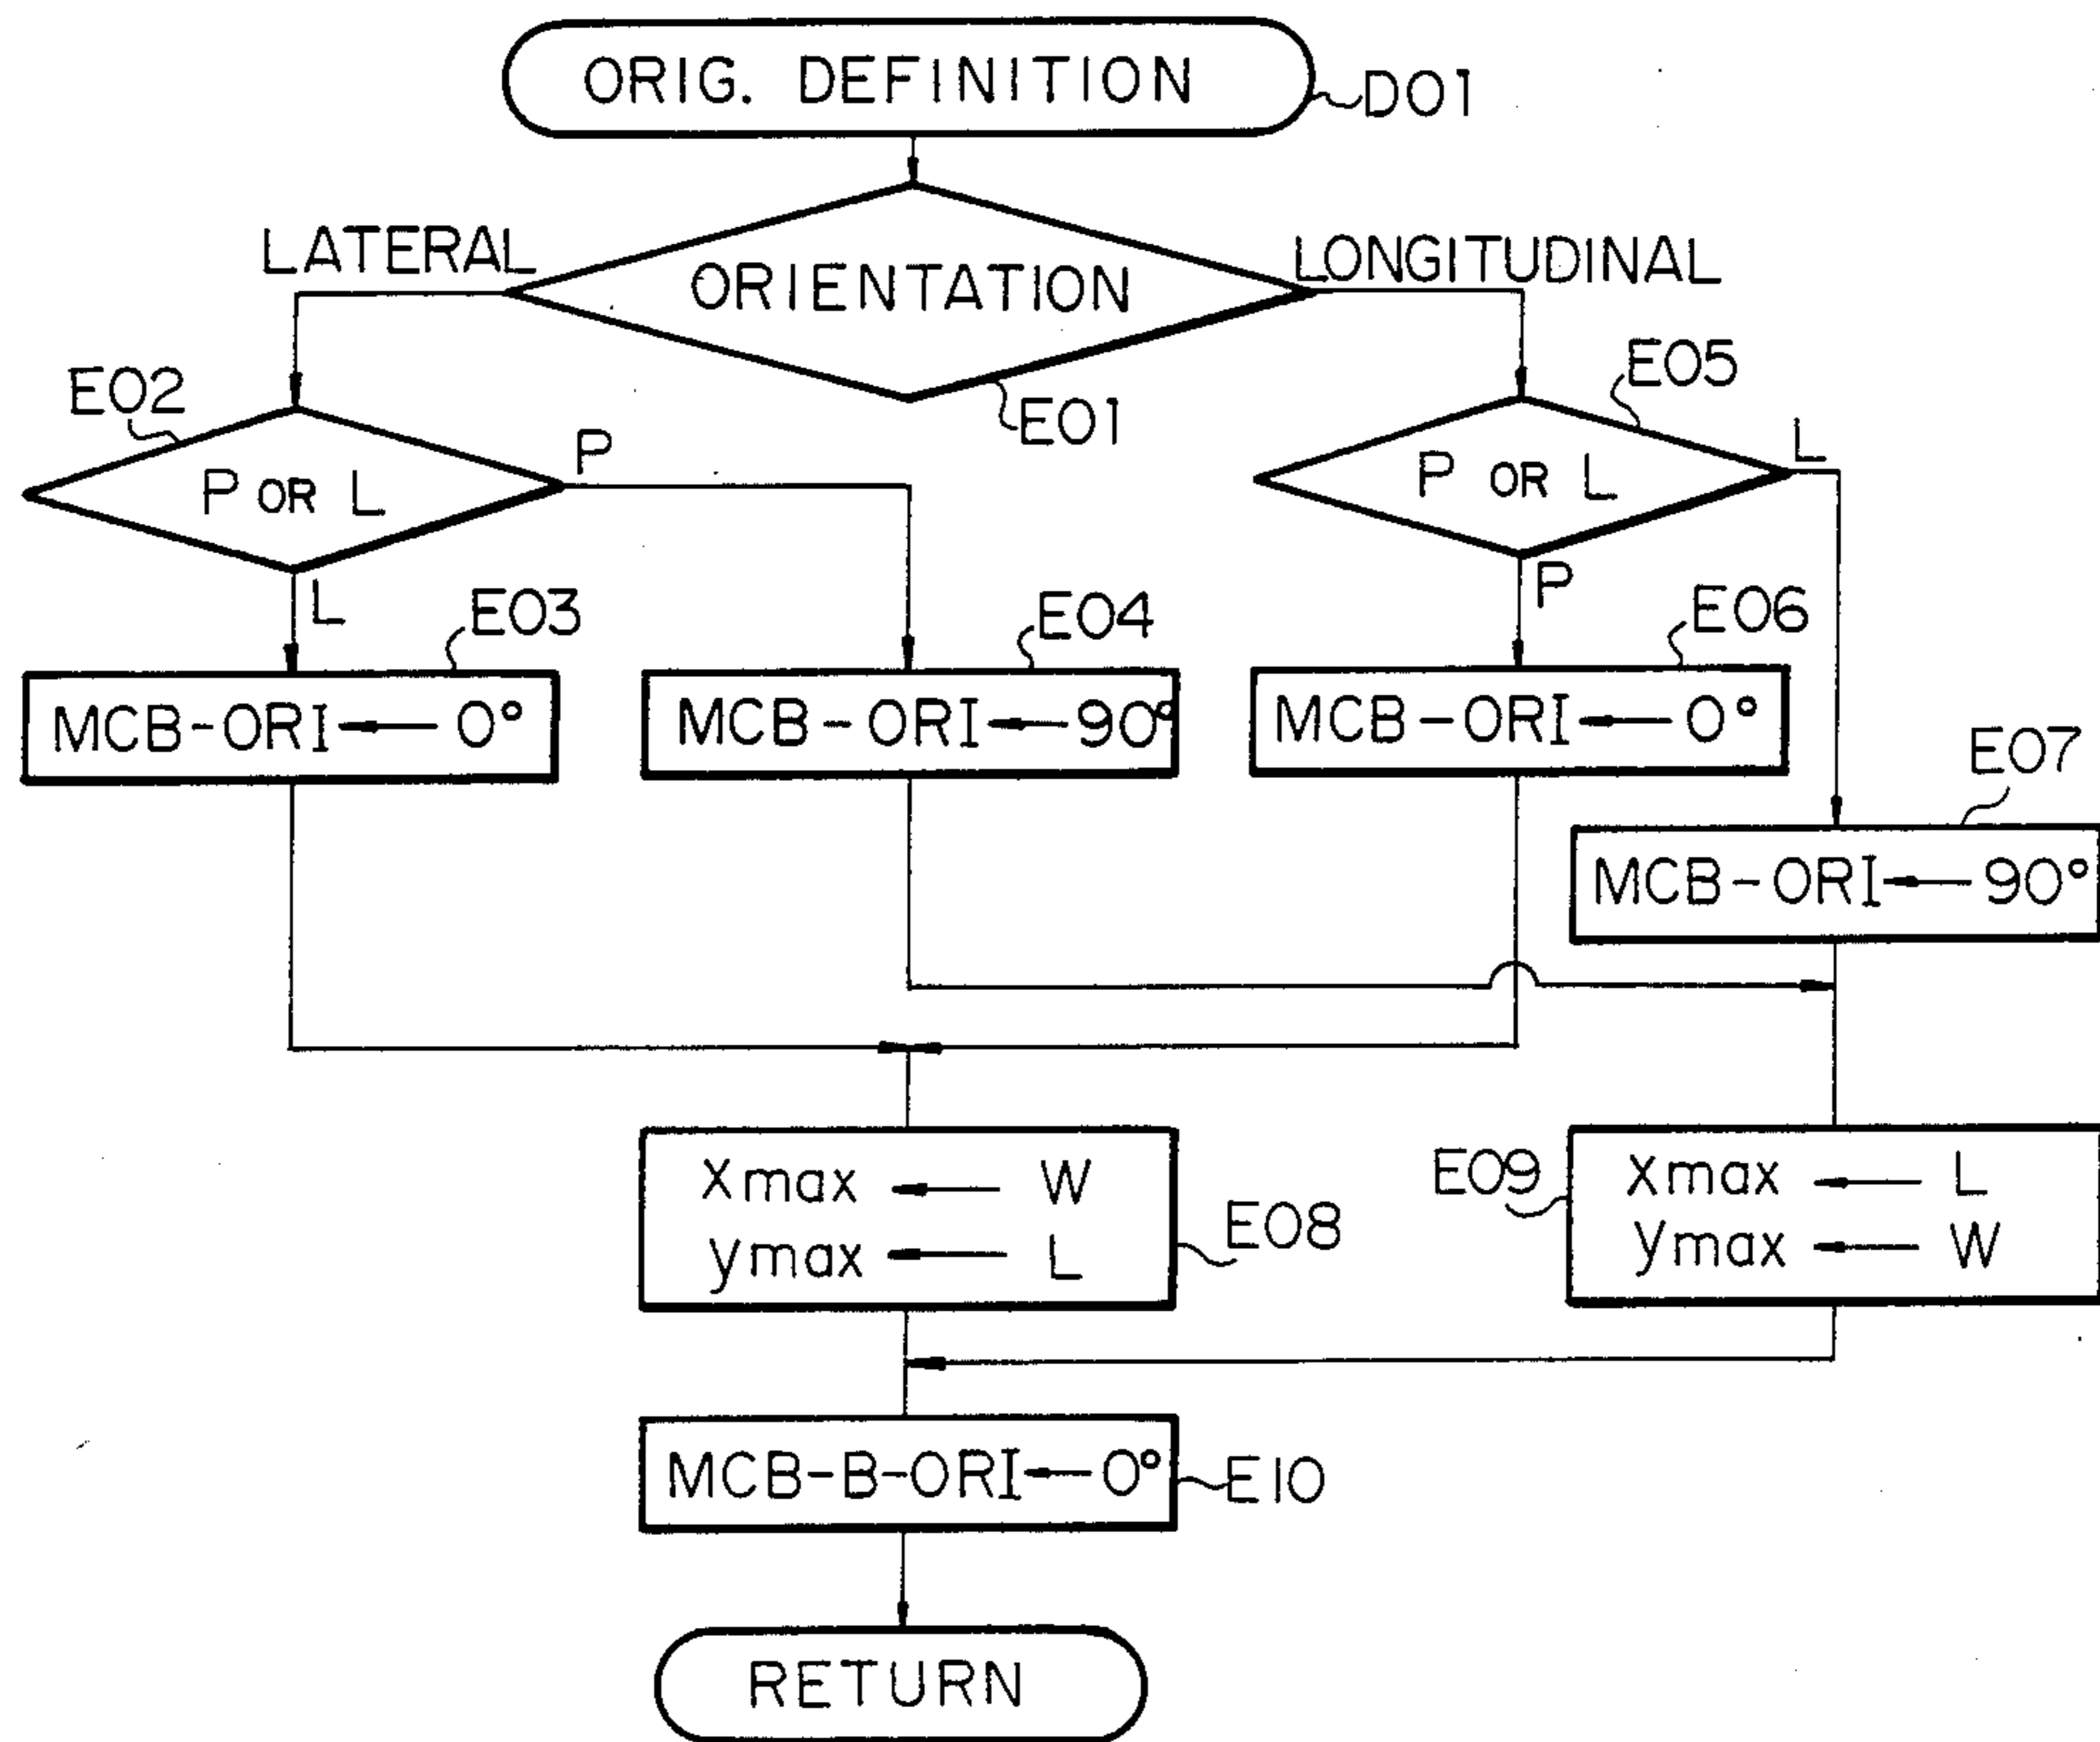 ORIG. DEFINITION
D01
LATERAL
ORIENTATION
LONGITUDINAL
E01
E02
P OR L
P
L
E05
P OR L
L
P
E03
MCB-ORI ← 0°
E04
MCB-ORI ← 90°
E06
MCB-ORI ← 0°
E07
MCB-ORI ← 90°
Xmax ← W
ymax ← L
E08
E09
Xmax ← L
ymax ← W
MCB-B-ORI ← 0°
E10
RETURN